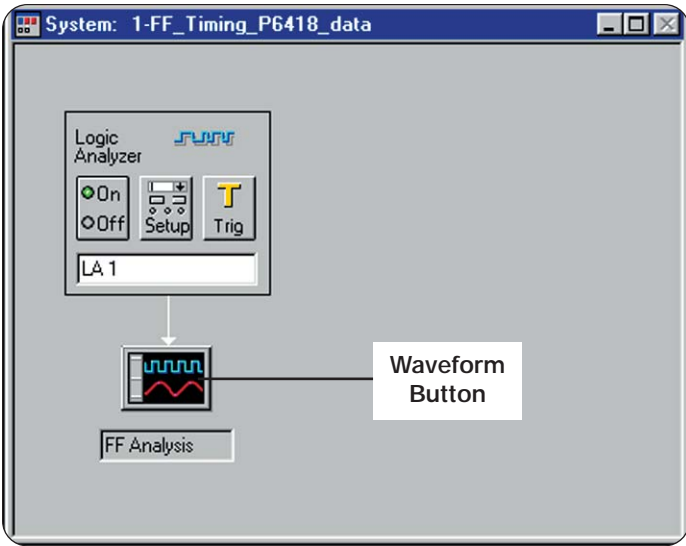 System: 1-FF_Timing_P6418_data
Logic
Analyzer
On
Off
Setup
T
Trig
LA 1
Waveform
Button
FF Analysis